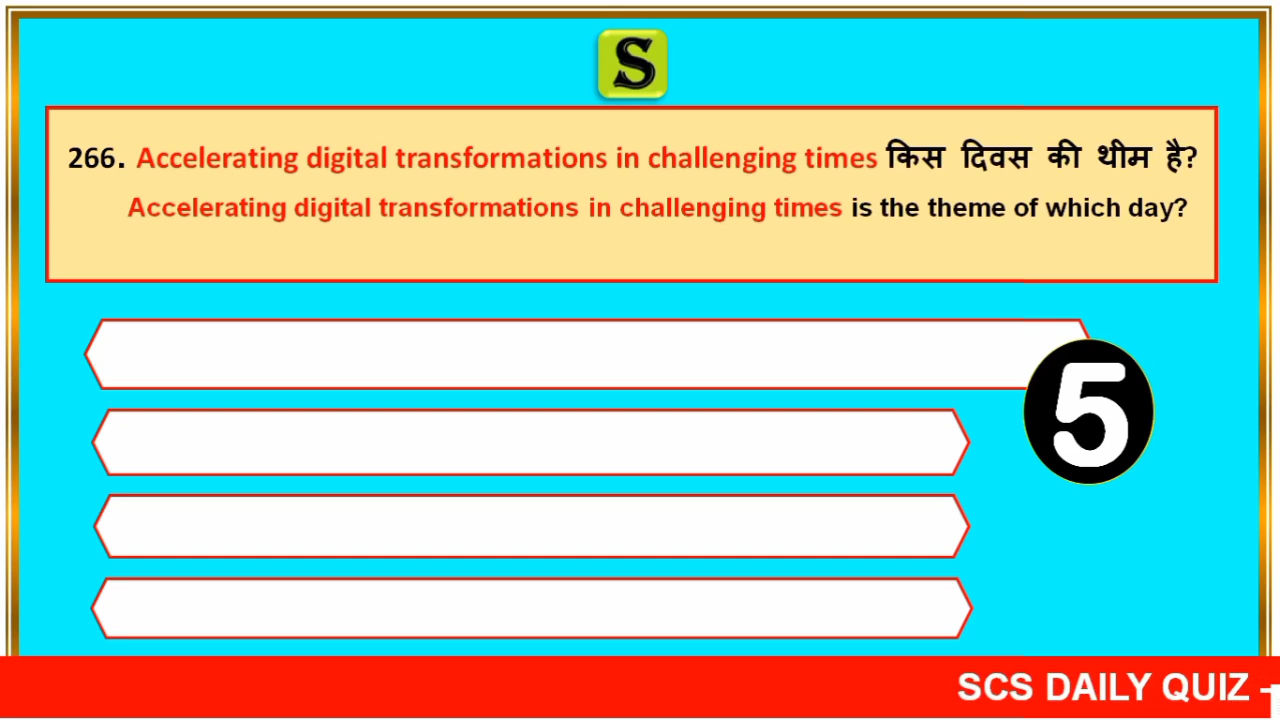 S
266. Accelerating digital transformations in challenging times किस दिवस की थीम है?
Accelerating digital transformations in challenging times is the theme of which day?
5
SCS DAILY QUIZ -